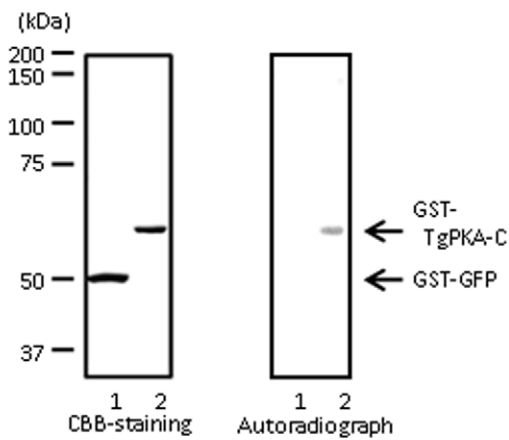 (kDa)
200
150
100
75
50
37
GST-
TgPKA-C
GST-GFP
1 2
CBB-staining
1 2
Autoradiograph